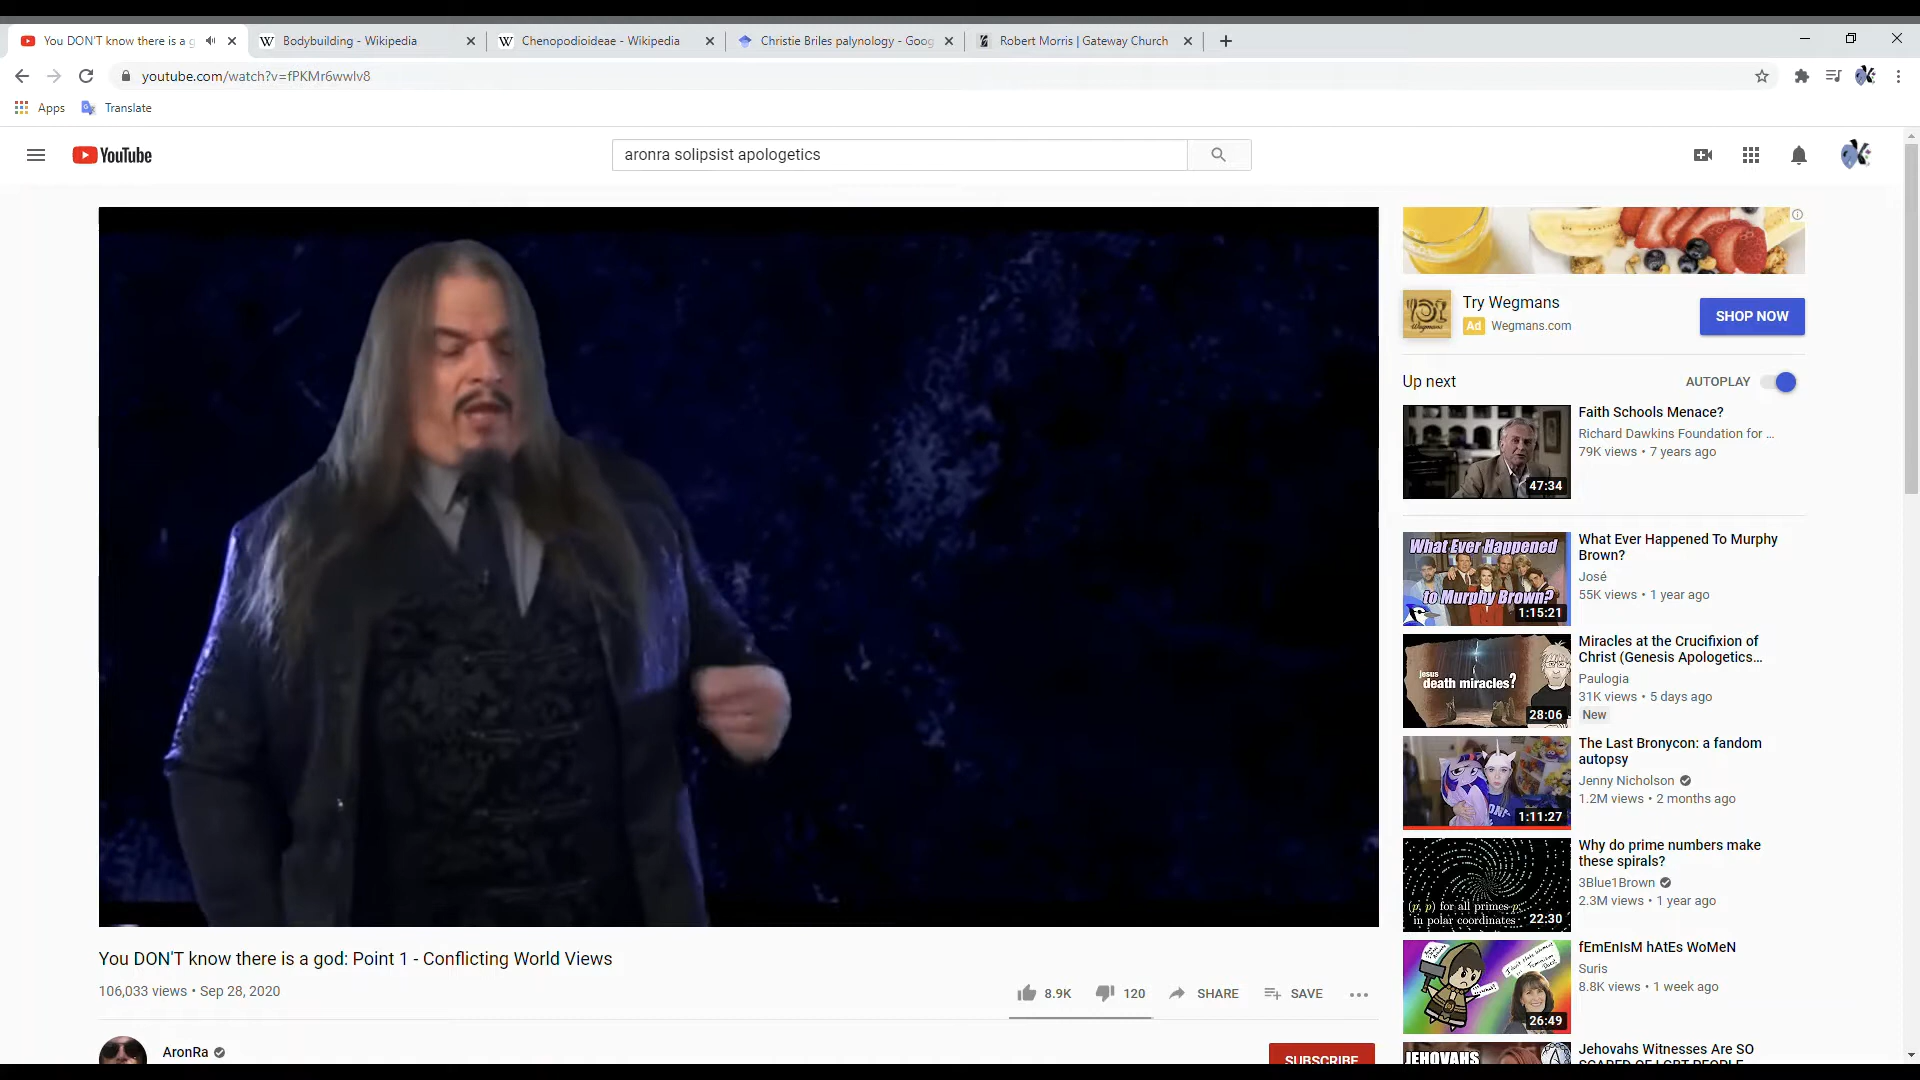 You DON'T know there is a g
Bodybuilding - Wikipedia
Chenopodioideae - Wikipedia
Christie Briles palynology - Goog
Robert Morris | Gateway Church
youtube.com/watch?v=fPKMr6wwlv8
Apps
Translate
YouTube
aronra solipsist apologetics
Try Wegmans
Ad Wegmans.com
SHOP NOW
Wegmans
Up next
AUTOPLAY
Faith Schools Menace?
Richard Dawkins Foundation for ...
79K views • 7 years ago
47:34
What Ever Happened
to Murphy Brown?
1:15:21
What Ever Happened To Murphy
Brown?
José
55K views • 1 year ago
jesus
death miracles?
28:06
Miracles at the Crucifixion of
Christ (Genesis Apologetics...
Paulogia
31K views • 5 days ago
New
1:11:27
The Last Bronycon: a fandom
autopsy
Jenny Nicholson
1.2M views • 2 months ago
(p, p) for all primes p,
in polar coordinates
22:30
Why do prime numbers make
these spirals?
3Blue1Brown
2.3M views • 1 year ago
26:49
fEmEnIsM hAtEs WoMeN
Suris
8.8K views • 1 week ago
JEHOVAHS
Jehovahs Witnesses Are SO
SCARED OF LGBT PEOPLE
You DON'T know there is a god: Point 1 - Conflicting World Views
106,033 views • Sep 28, 2020
8.9K
120
SHARE
SAVE
AronRa
SUBSCRIBE